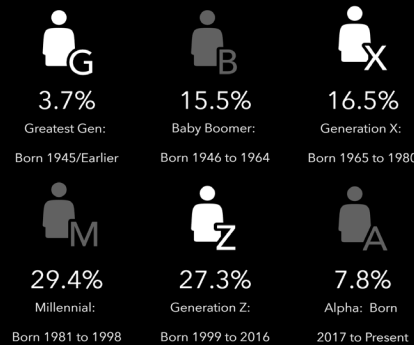 G B X
3.7% 15.5% 16.5%
Greatest Gen: Baby Boomer: Generation X:
Born 1945/Earlier Born 1946 to 1964 Born 1965 to 1980
M Z A
29.4% 27.3% 7.8%
Millennial: Generation Z: Alpha: Born
Born 1981 to 1998 Born 1999 to 2016 2017 to Present